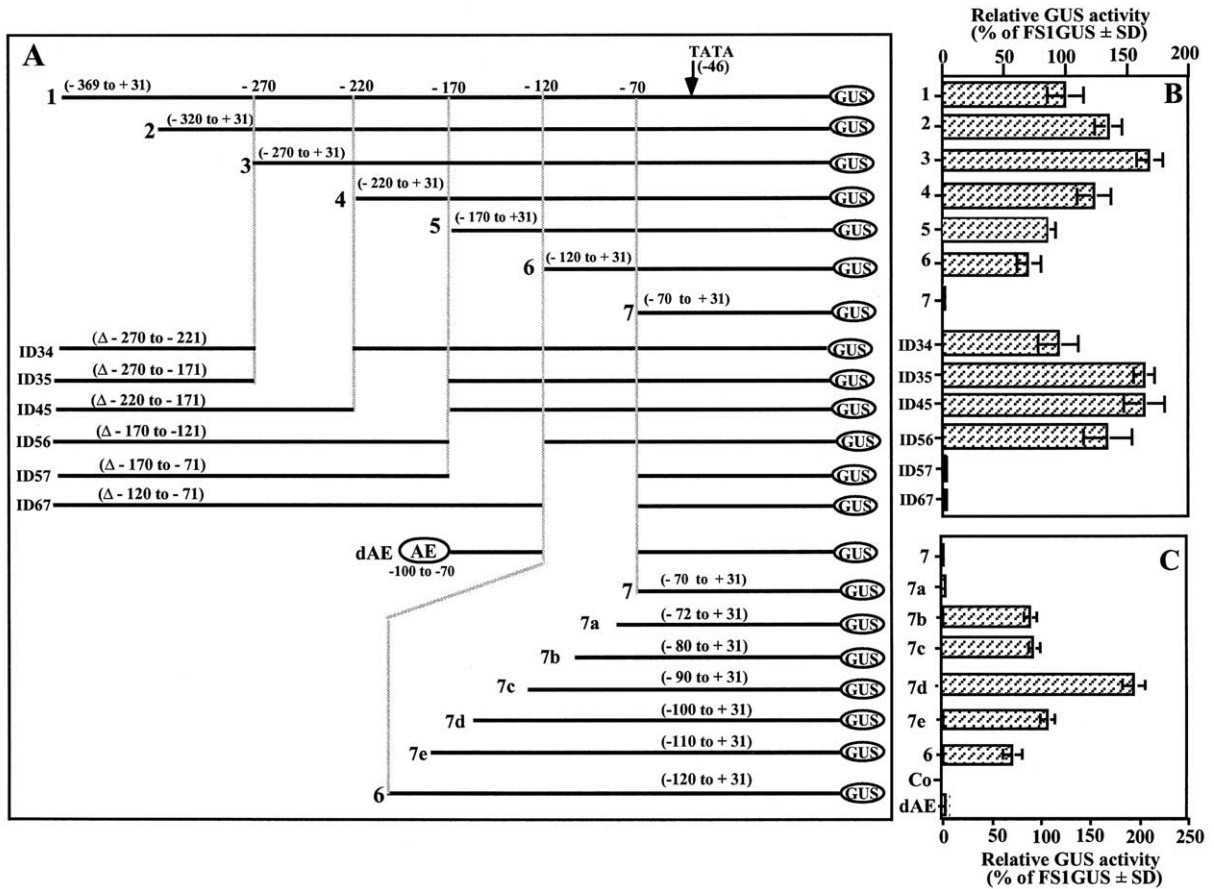 A
TATA
(-46)
1 (- 369 to + 31) - 270 - 220 - 170 - 120 - 70 GUS
2 (- 320 to + 31) GUS
3 (- 270 to + 31) GUS
4 (- 220 to + 31) GUS
5 (- 170 to +31) GUS
6 (- 120 to + 31) GUS
7 (- 70 to + 31) GUS
ID34 (Δ - 270 to - 221) GUS
ID35 (Δ - 270 to - 171) GUS
ID45 (Δ - 220 to - 171) GUS
ID56 (Δ - 170 to -121) GUS
ID57 (Δ - 170 to - 71) GUS
ID67 (Δ - 120 to - 71) GUS
dAE AE GUS
-100 to -70
7 (- 70 to + 31) GUS
7a (- 72 to + 31) GUS
7b (- 80 to + 31) GUS
7c (- 90 to + 31) GUS
7d (-100 to + 31) GUS
7e (-110 to + 31) GUS
6 (-120 to + 31) GUS
Relative GUS activity
(% of FS1GUS ± SD)
0 50 100 150 200
B
1
2
3
4
5
6
7
ID34
ID35
ID45
ID56
ID57
ID67
C
7
7a
7b
7c
7d
7e
6
Co
dAE
0 50 100 150 200 250
Relative GUS activity
(% of FS1GUS ± SD)